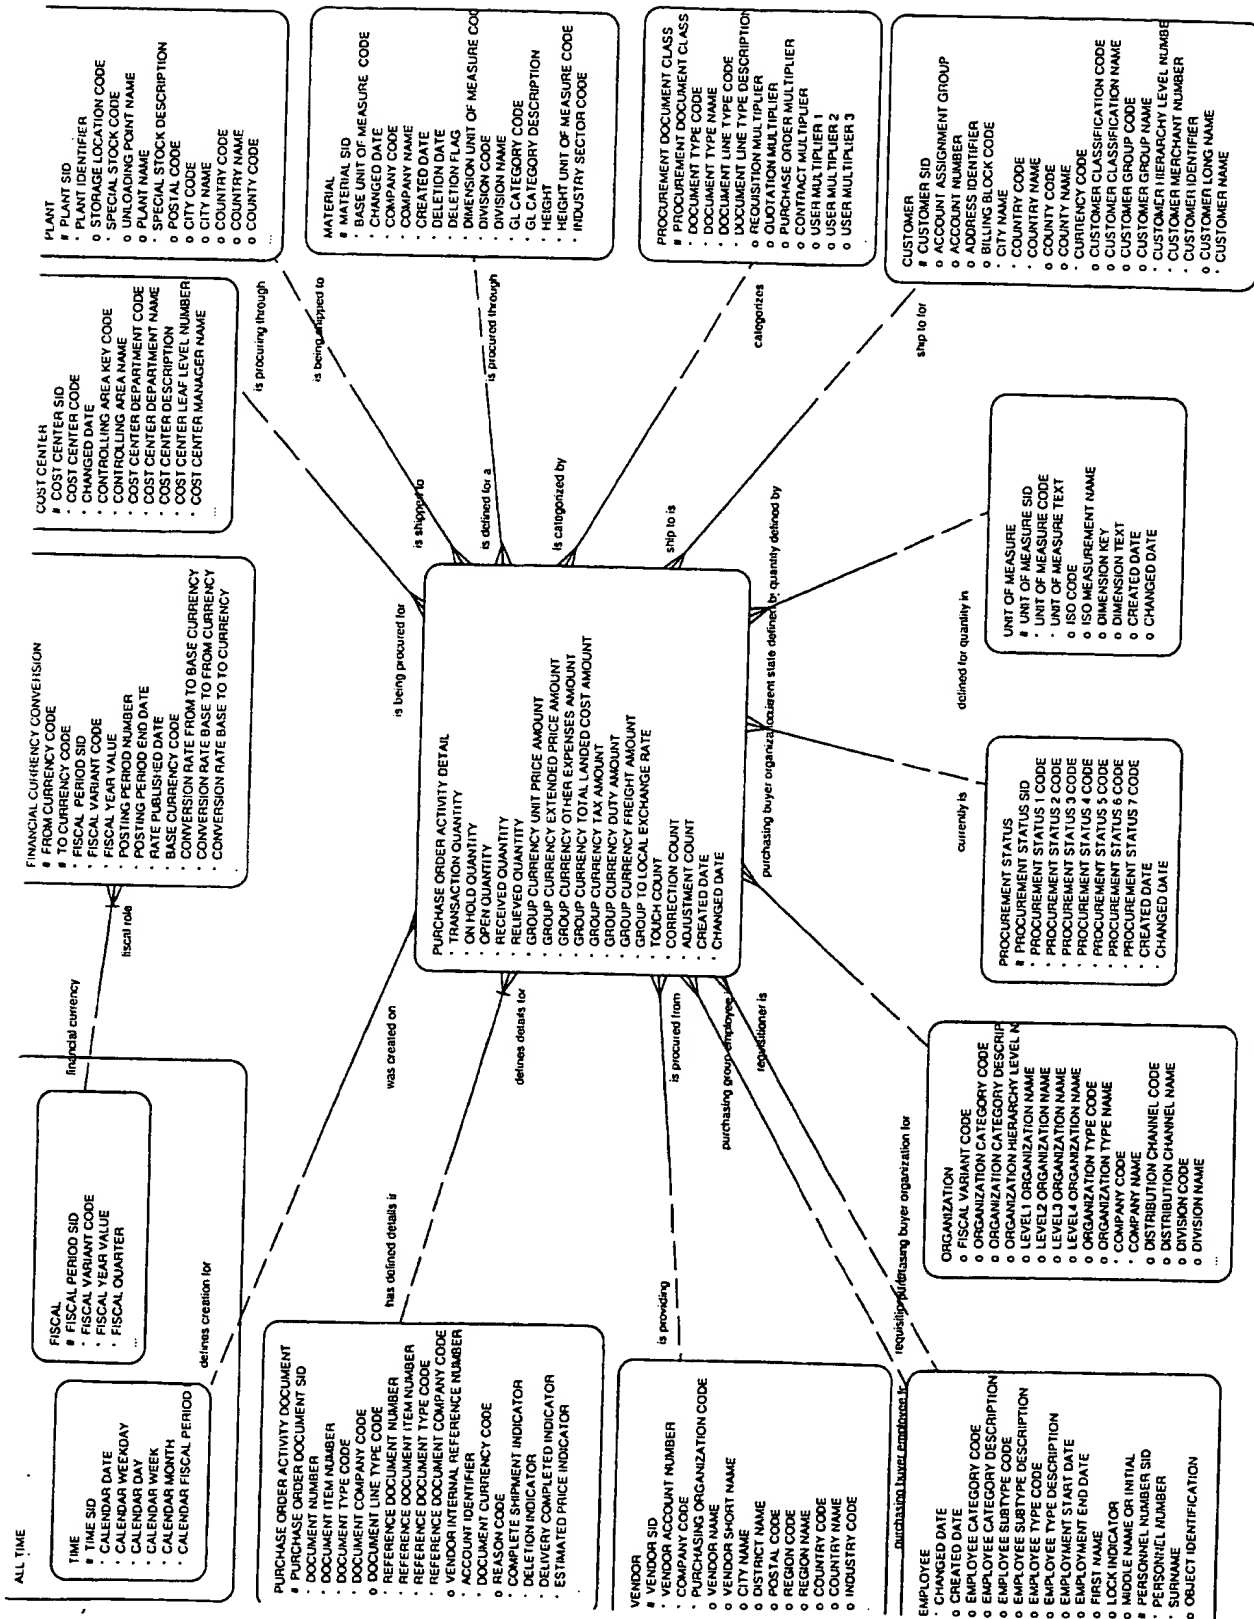 ALL TIME
TIME
# TIME SID
· CALENDAR DATE
· CALENDAR WEEKDAY
· CALENDAR DAY
· CALENDAR WEEK
· CALENDAR MONTH
· CALENDAR FISCAL PERIOD
FISCAL
# FISCAL PERIOD SID
· FISCAL VARIANT CODE
· FISCAL YEAR VALUE
· FISCAL QUARTER
...
financial currency
fiscal role
FINANCIAL CURRENCY CONVERSION
# FROM CURRENCY CODE
# TO CURRENCY CODE
· FISCAL PERIOD SID
· FISCAL VARIANT CODE
· FISCAL YEAR VALUE
· POSTING PERIOD NUMBER
· POSTING PERIOD END DATE
· RATE PUBLISHED DATE
· BASE CURRENCY CODE
· CONVERSION RATE FROM TO BASE CURRENCY
· CONVERSION RATE BASE TO FROM CURRENCY
· CONVERSION RATE BASE TO TO CURRENCY
COST CENTER
# COST CENTER SID
· COST CENTER CODE
· CHANGED DATE
· CONTROLLING AREA KEY CODE
· CONTROLLING AREA NAME
· COST CENTER DEPARTMENT CODE
· COST CENTER DEPARTMENT NAME
· COST CENTER DESCRIPTION
· COST CENTER LEAF LEVEL NUMBER
· COST CENTER MANAGER NAME
...
PLANT
# PLANT SID
· PLANT IDENTIFIER
o STORAGE LOCATION CODE
· SPECIAL STOCK CODE
o UNLOADING POINT NAME
o PLANT NAME
· SPECIAL STOCK DESCRIPTION
o POSTAL CODE
o CITY CODE
o CITY NAME
o COUNTRY CODE
o COUNTRY NAME
o COUNTY CODE
...
MATERIAL
# MATERIAL SID
· BASE UNIT OF MEASURE CODE
· CHANGED DATE
· COMPANY CODE
· COMPANY NAME
· CREATED DATE
· DELETION DATE
· DELETION FLAG
· DIMENSION UNIT OF MEASURE CODE
· DIVISION CODE
· DIVISION NAME
· GL CATEGORY CODE
· GL CATEGORY DESCRIPTION
· HEIGHT
· HEIGHT UNIT OF MEASURE CODE
· INDUSTRY SECTOR CODE
PROCUREMENT DOCUMENT CLASS
# PROCUREMENT DOCUMENT CLASS
· DOCUMENT TYPE CODE
· DOCUMENT TYPE NAME
· DOCUMENT LINE TYPE CODE
· DOCUMENT LINE TYPE DESCRIPTION
o REQUISITION MULTIPLIER
o QUOTATION MULTIPLIER
o PURCHASE ORDER MULTIPLIER
o CONTRACT MULTIPLIER
o USER MULTIPLIER 1
o USER MULTIPLIER 2
o USER MULTIPLIER 3
CUSTOMER
# CUSTOMER SID
o ACCOUNT ASSIGNMENT GROUP
o ACCOUNT NUMBER
o ADDRESS IDENTIFIER
o BILLING BLOCK CODE
· CITY NAME
· COUNTRY CODE
· COUNTRY NAME
o COUNTY CODE
o COUNTY NAME
· CURRENCY CODE
o CUSTOMER CLASSIFICATION CODE
o CUSTOMER CLASSIFICATION NAME
o CUSTOMER GROUP CODE
o CUSTOMER GROUP NAME
· CUSTOMER HIERARCHY LEVEL NUMBE
· CUSTOMER MERCHANT NUMBER
· CUSTOMER IDENTIFIER
o CUSTOMER LONG NAME
· CUSTOMER NAME
is procuring through
is being shipped to
is procured through
categorizes
ship to for
is being procured for
is shipped to
is defined for a
is categorized by
ship to is
quantity defined by
current state defined by
purchasing buyer organization
defines creation for
was created on
has defined details in
defines details for
PURCHASE ORDER ACTIVITY DETAIL
· TRANSACTION QUANTITY
· ON HOLD QUANTITY
· OPEN QUANTITY
· RECEIVED QUANTITY
· RELIEVED QUANTITY
· GROUP CURRENCY UNIT PRICE AMOUNT
· GROUP CURRENCY EXTENDED PRICE AMOUNT
· GROUP CURRENCY OTHER EXPENSES AMOUNT
· GROUP CURRENCY TOTAL LANDED COST AMOUNT
· GROUP CURRENCY TAX AMOUNT
· GROUP CURRENCY DUTY AMOUNT
· GROUP CURRENCY FREIGHT AMOUNT
· GROUP TO LOCAL EXCHANGE RATE
· TOUCH COUNT
· CORRECTION COUNT
· ADJUSTMENT COUNT
· CREATED DATE
· CHANGED DATE
PURCHASE ORDER ACTIVITY DOCUMENT
# PURCHASE ORDER DOCUMENT SID
· DOCUMENT NUMBER
· DOCUMENT ITEM NUMBER
· DOCUMENT TYPE CODE
· DOCUMENT COMPANY CODE
o DOCUMENT LINE TYPE CODE
· REFERENCE DOCUMENT NUMBER
· REFERENCE DOCUMENT ITEM NUMBER
· REFERENCE DOCUMENT TYPE CODE
· REFERENCE DOCUMENT COMPANY CODE
o VENDOR INTERNAL REFERENCE NUMBER
· ACCOUNT IDENTIFIER
· DOCUMENT CURRENCY CODE
o REASON CODE
· COMPLETE SHIPMENT INDICATOR
· DELETION INDICATOR
· DELIVERY COMPLETED INDICATOR
· ESTIMATED PRICE INDICATOR
is providing
is procured from
purchasing group employee is
requisitioner is
VENDOR
# VENDOR SID
· VENDOR ACCOUNT NUMBER
· COMPANY CODE
· PURCHASING ORGANIZATION CODE
o VENDOR NAME
o VENDOR SHORT NAME
o CITY NAME
o DISTRICT NAME
o POSTAL CODE
o REGION CODE
o REGION NAME
o COUNTRY CODE
o COUNTRY NAME
o INDUSTRY CODE
purchasing buyer employee fo
purchasing buyer organization for
EMPLOYEE
· CHANGED DATE
o CREATED DATE
o EMPLOYEE CATEGORY CODE
o EMPLOYEE CATEGORY DESCRIPTION
o EMPLOYEE SUBTYPE CODE
o EMPLOYEE SUBTYPE DESCRIPTION
o EMPLOYEE TYPE CODE
o EMPLOYEE TYPE DESCRIPTION
o EMPLOYMENT START DATE
o EMPLOYMENT END DATE
· FIRST NAME
o LOCK INDICATOR
o MIDDLE NAME OR INITIAL
# PERSONNEL NUMBER SID
· PERSONNEL NUMBER
· SURNAME
o OBJECT IDENTIFICATION
ORGANIZATION
o FISCAL VARIANT CODE
o ORGANIZATION CATEGORY CODE
o ORGANIZATION CATEGORY DESCRIP
o ORGANIZATION HIERARCHY LEVEL N
o LEVEL1 ORGANIZATION NAME
o LEVEL2 ORGANIZATION NAME
o LEVEL3 ORGANIZATION NAME
o LEVEL4 ORGANIZATION NAME
o ORGANIZATION TYPE CODE
o ORGANIZATION TYPE NAME
· COMPANY CODE
· COMPANY NAME
o DISTRIBUTION CHANNEL CODE
o DISTRIBUTION CHANNEL NAME
o DIVISION CODE
o DIVISION NAME
...
currently is
PROCUREMENT STATUS
# PROCUREMENT STATUS SID
· PROCUREMENT STATUS 1 CODE
· PROCUREMENT STATUS 2 CODE
· PROCUREMENT STATUS 3 CODE
· PROCUREMENT STATUS 4 CODE
· PROCUREMENT STATUS 5 CODE
· PROCUREMENT STATUS 6 CODE
· PROCUREMENT STATUS 7 CODE
· CREATED DATE
· CHANGED DATE
defined for quantity in
UNIT OF MEASURE
# UNIT OF MEASURE SID
· UNIT OF MEASURE CODE
· UNIT OF MEASURE TEXT
o ISO CODE
o ISO MEASUREMENT NAME
o DIMENSION KEY
o DIMENSION TEXT
o CREATED DATE
o CHANGED DATE